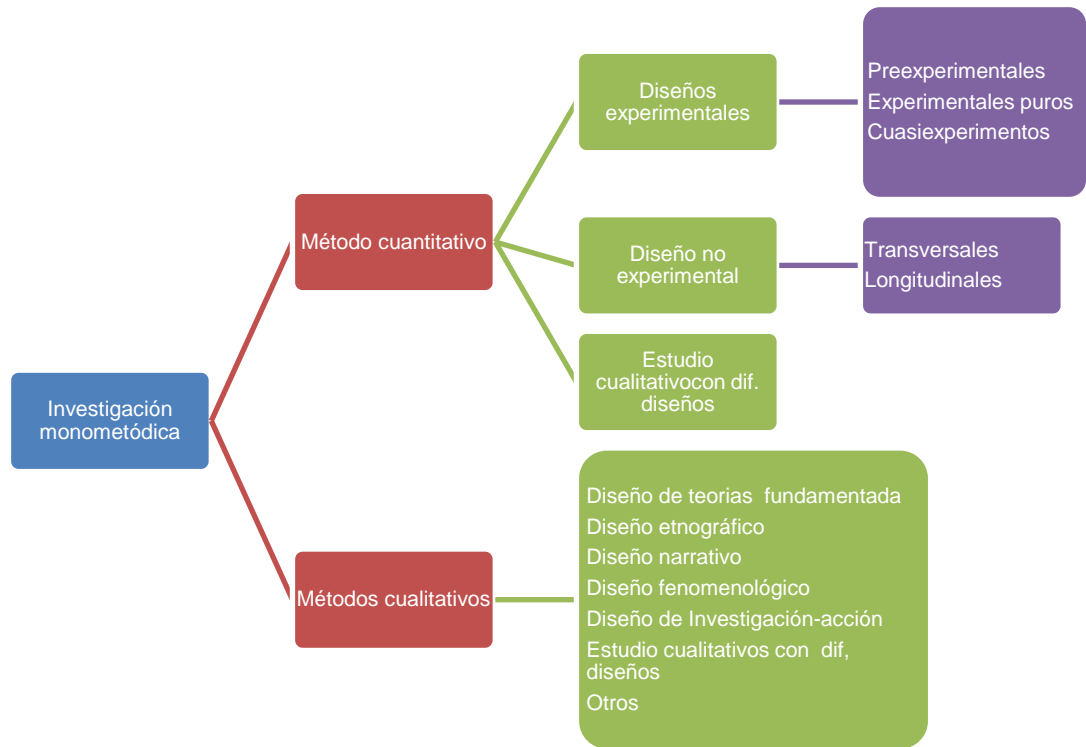 Investigación
monometódica
Método cuantitativo
Diseños
experimentales
Preexperimentales
Experimentales puros
Cuasiexperimentos
Diseño no
experimental
Transversales
Longitudinales
Estudio
cualitativocon dif.
diseños
Métodos cualitativos
Diseño de teorias  fundamentada
Diseño etnográfico
Diseño narrativo
Diseño fenomenológico
Diseño de Investigación-acción
Estudio cualitativos con  dif,
diseños
Otros